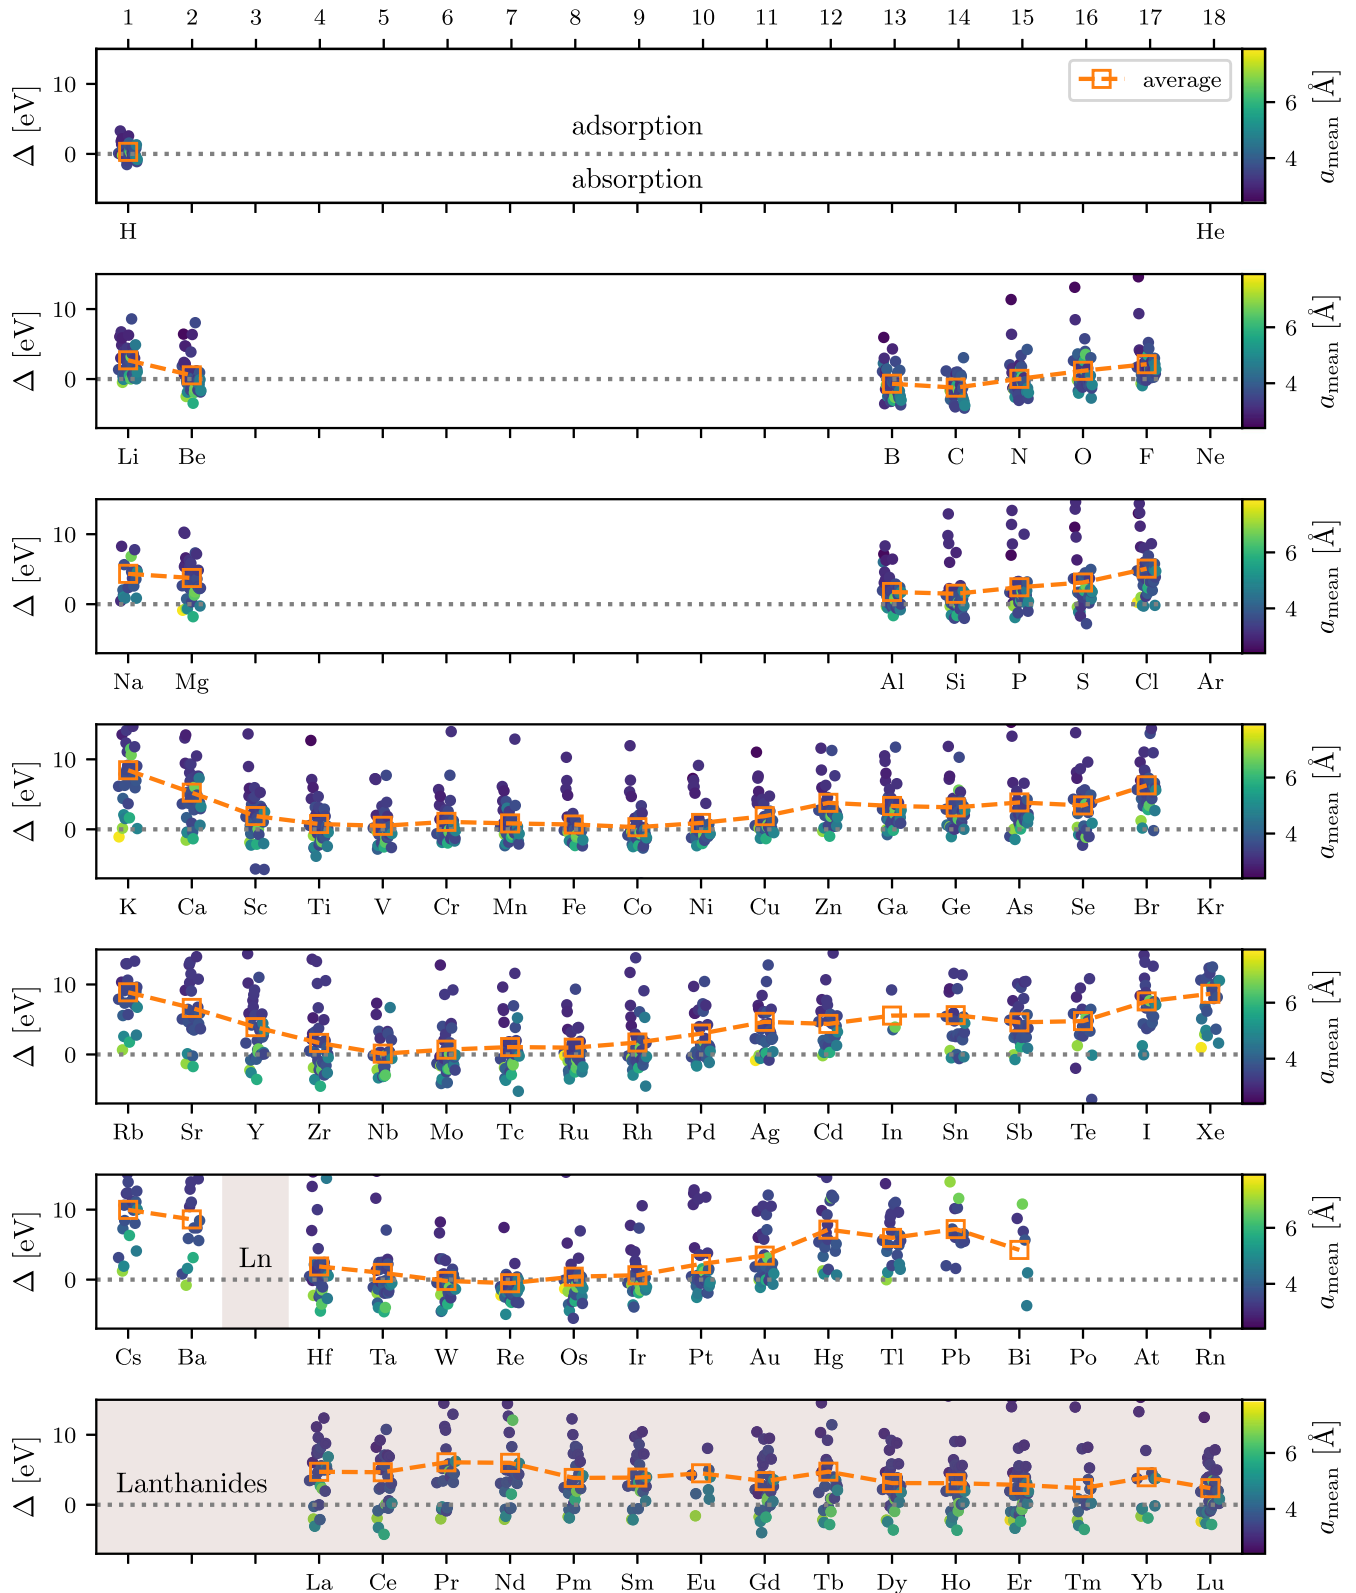 1 2 3 4 5 6 7 8 9 10 11 12 13 14 15 16 17 18
Δ [eV]
10
0
average
adsorption
absorption
6
4
a_mean [Å]
H He
Δ [eV]
10
0
6
4
a_mean [Å]
Li Be B C N O F Ne
Δ [eV]
10
0
6
4
a_mean [Å]
Na Mg Al Si P S Cl Ar
Δ [eV]
10
0
6
4
a_mean [Å]
K Ca Sc Ti V Cr Mn Fe Co Ni Cu Zn Ga Ge As Se Br Kr
Δ [eV]
10
0
6
4
a_mean [Å]
Rb Sr Y Zr Nb Mo Tc Ru Rh Pd Ag Cd In Sn Sb Te I Xe
Δ [eV]
10
0
Ln
6
4
a_mean [Å]
Cs Ba Hf Ta W Re Os Ir Pt Au Hg Tl Pb Bi Po At Rn
Δ [eV]
10
0
Lanthanides
6
4
a_mean [Å]
La Ce Pr Nd Pm Sm Eu Gd Tb Dy Ho Er Tm Yb Lu